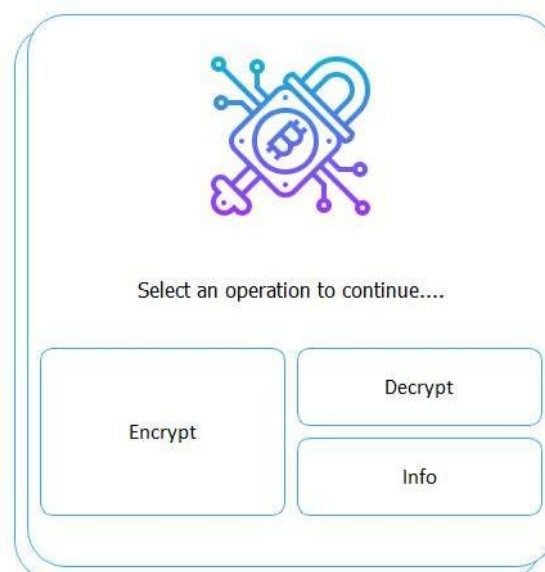 Select an operation to continue....
Encrypt
Decrypt
Info